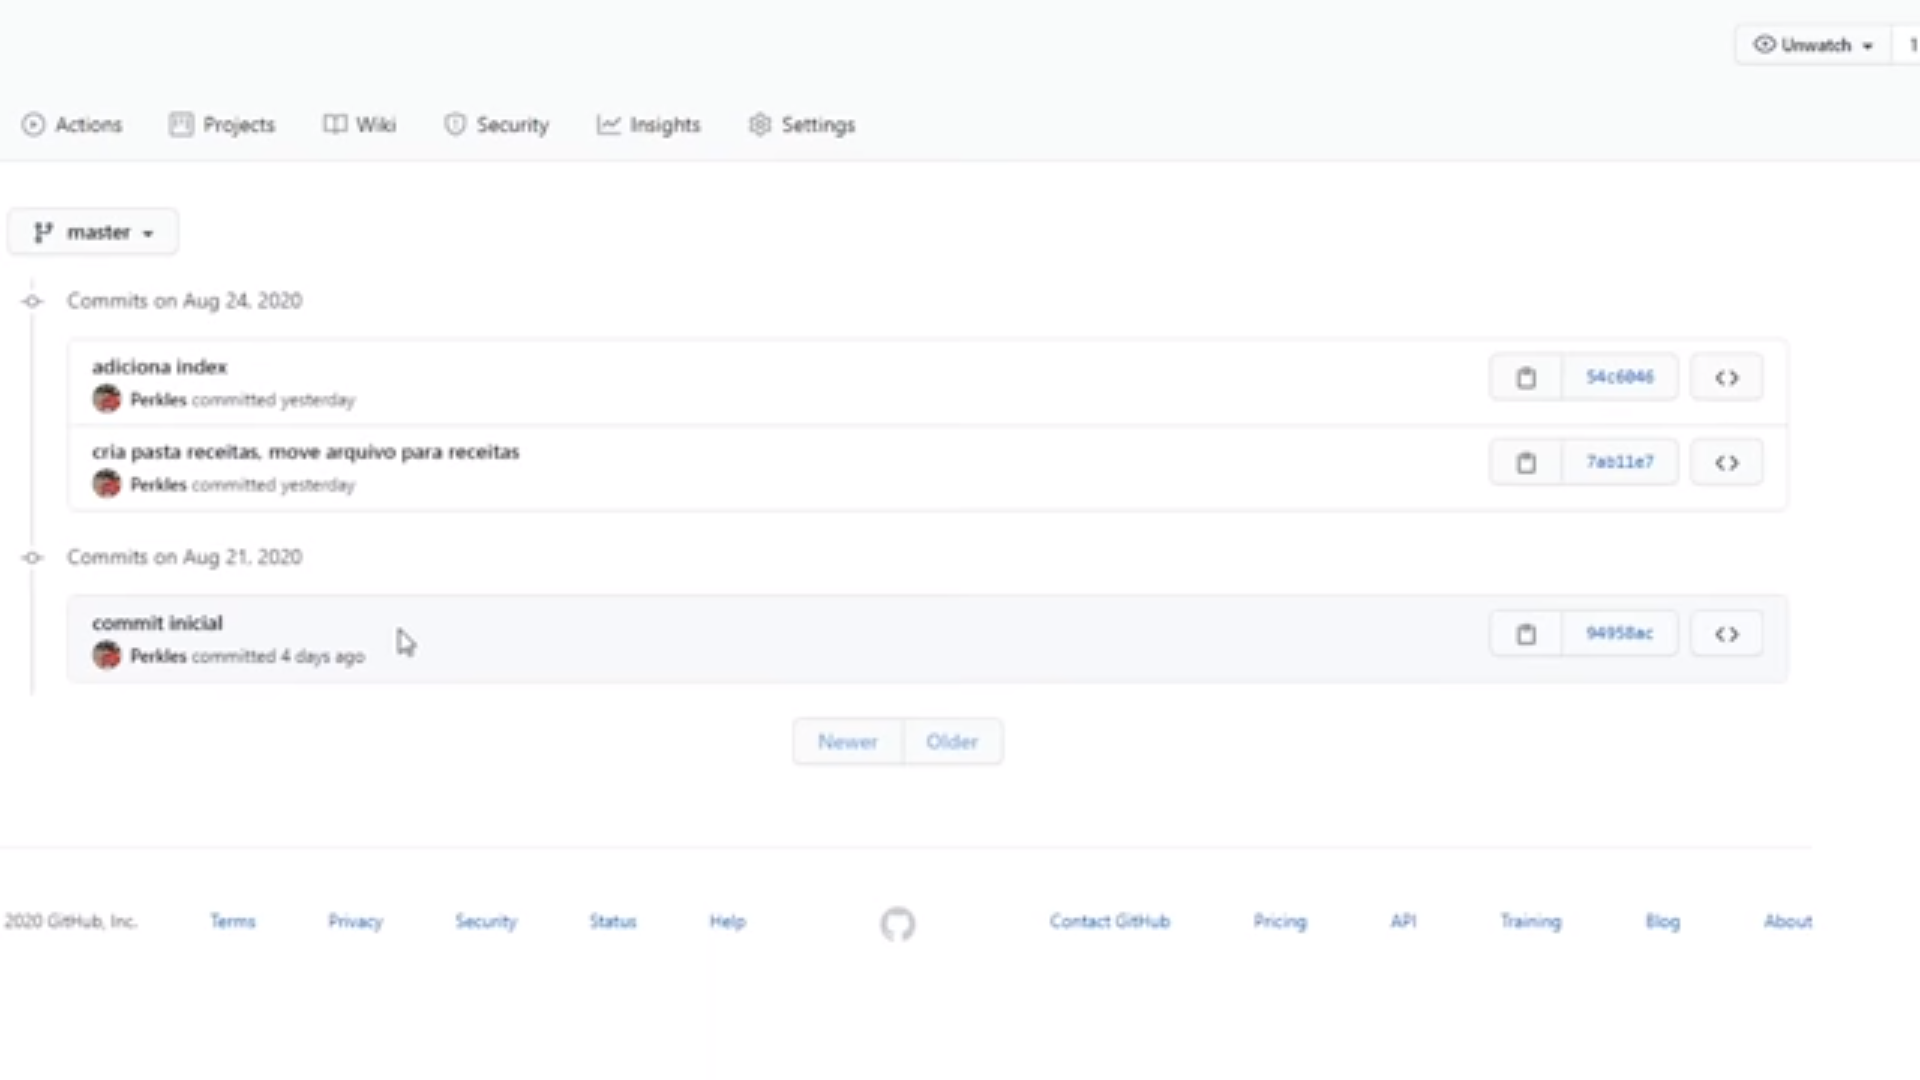 Unwatch 1
Actions Projects Wiki Security Insights Settings
master
Commits on Aug 24, 2020
adiciona index
Perkles committed yesterday
54c6046
cria pasta receitas, move arquivo para receitas
Perkles committed yesterday
7ab11e7
Commits on Aug 21, 2020
commit inicial
Perkles committed 4 days ago
94958ac
Newer Older
2020 GitHub, Inc. Terms Privacy Security Status Help Contact GitHub Pricing API Training Blog About